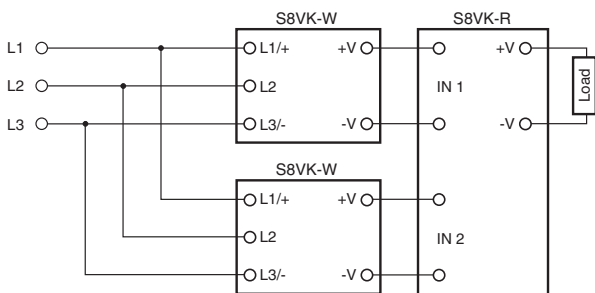 S8VK-W S8VK-R
L1 L1/+ +V +V
L2 L2 IN 1 Load
L3 L3/- -V -V
S8VK-W
L1/+ +V
L2 IN 2
L3/- -V